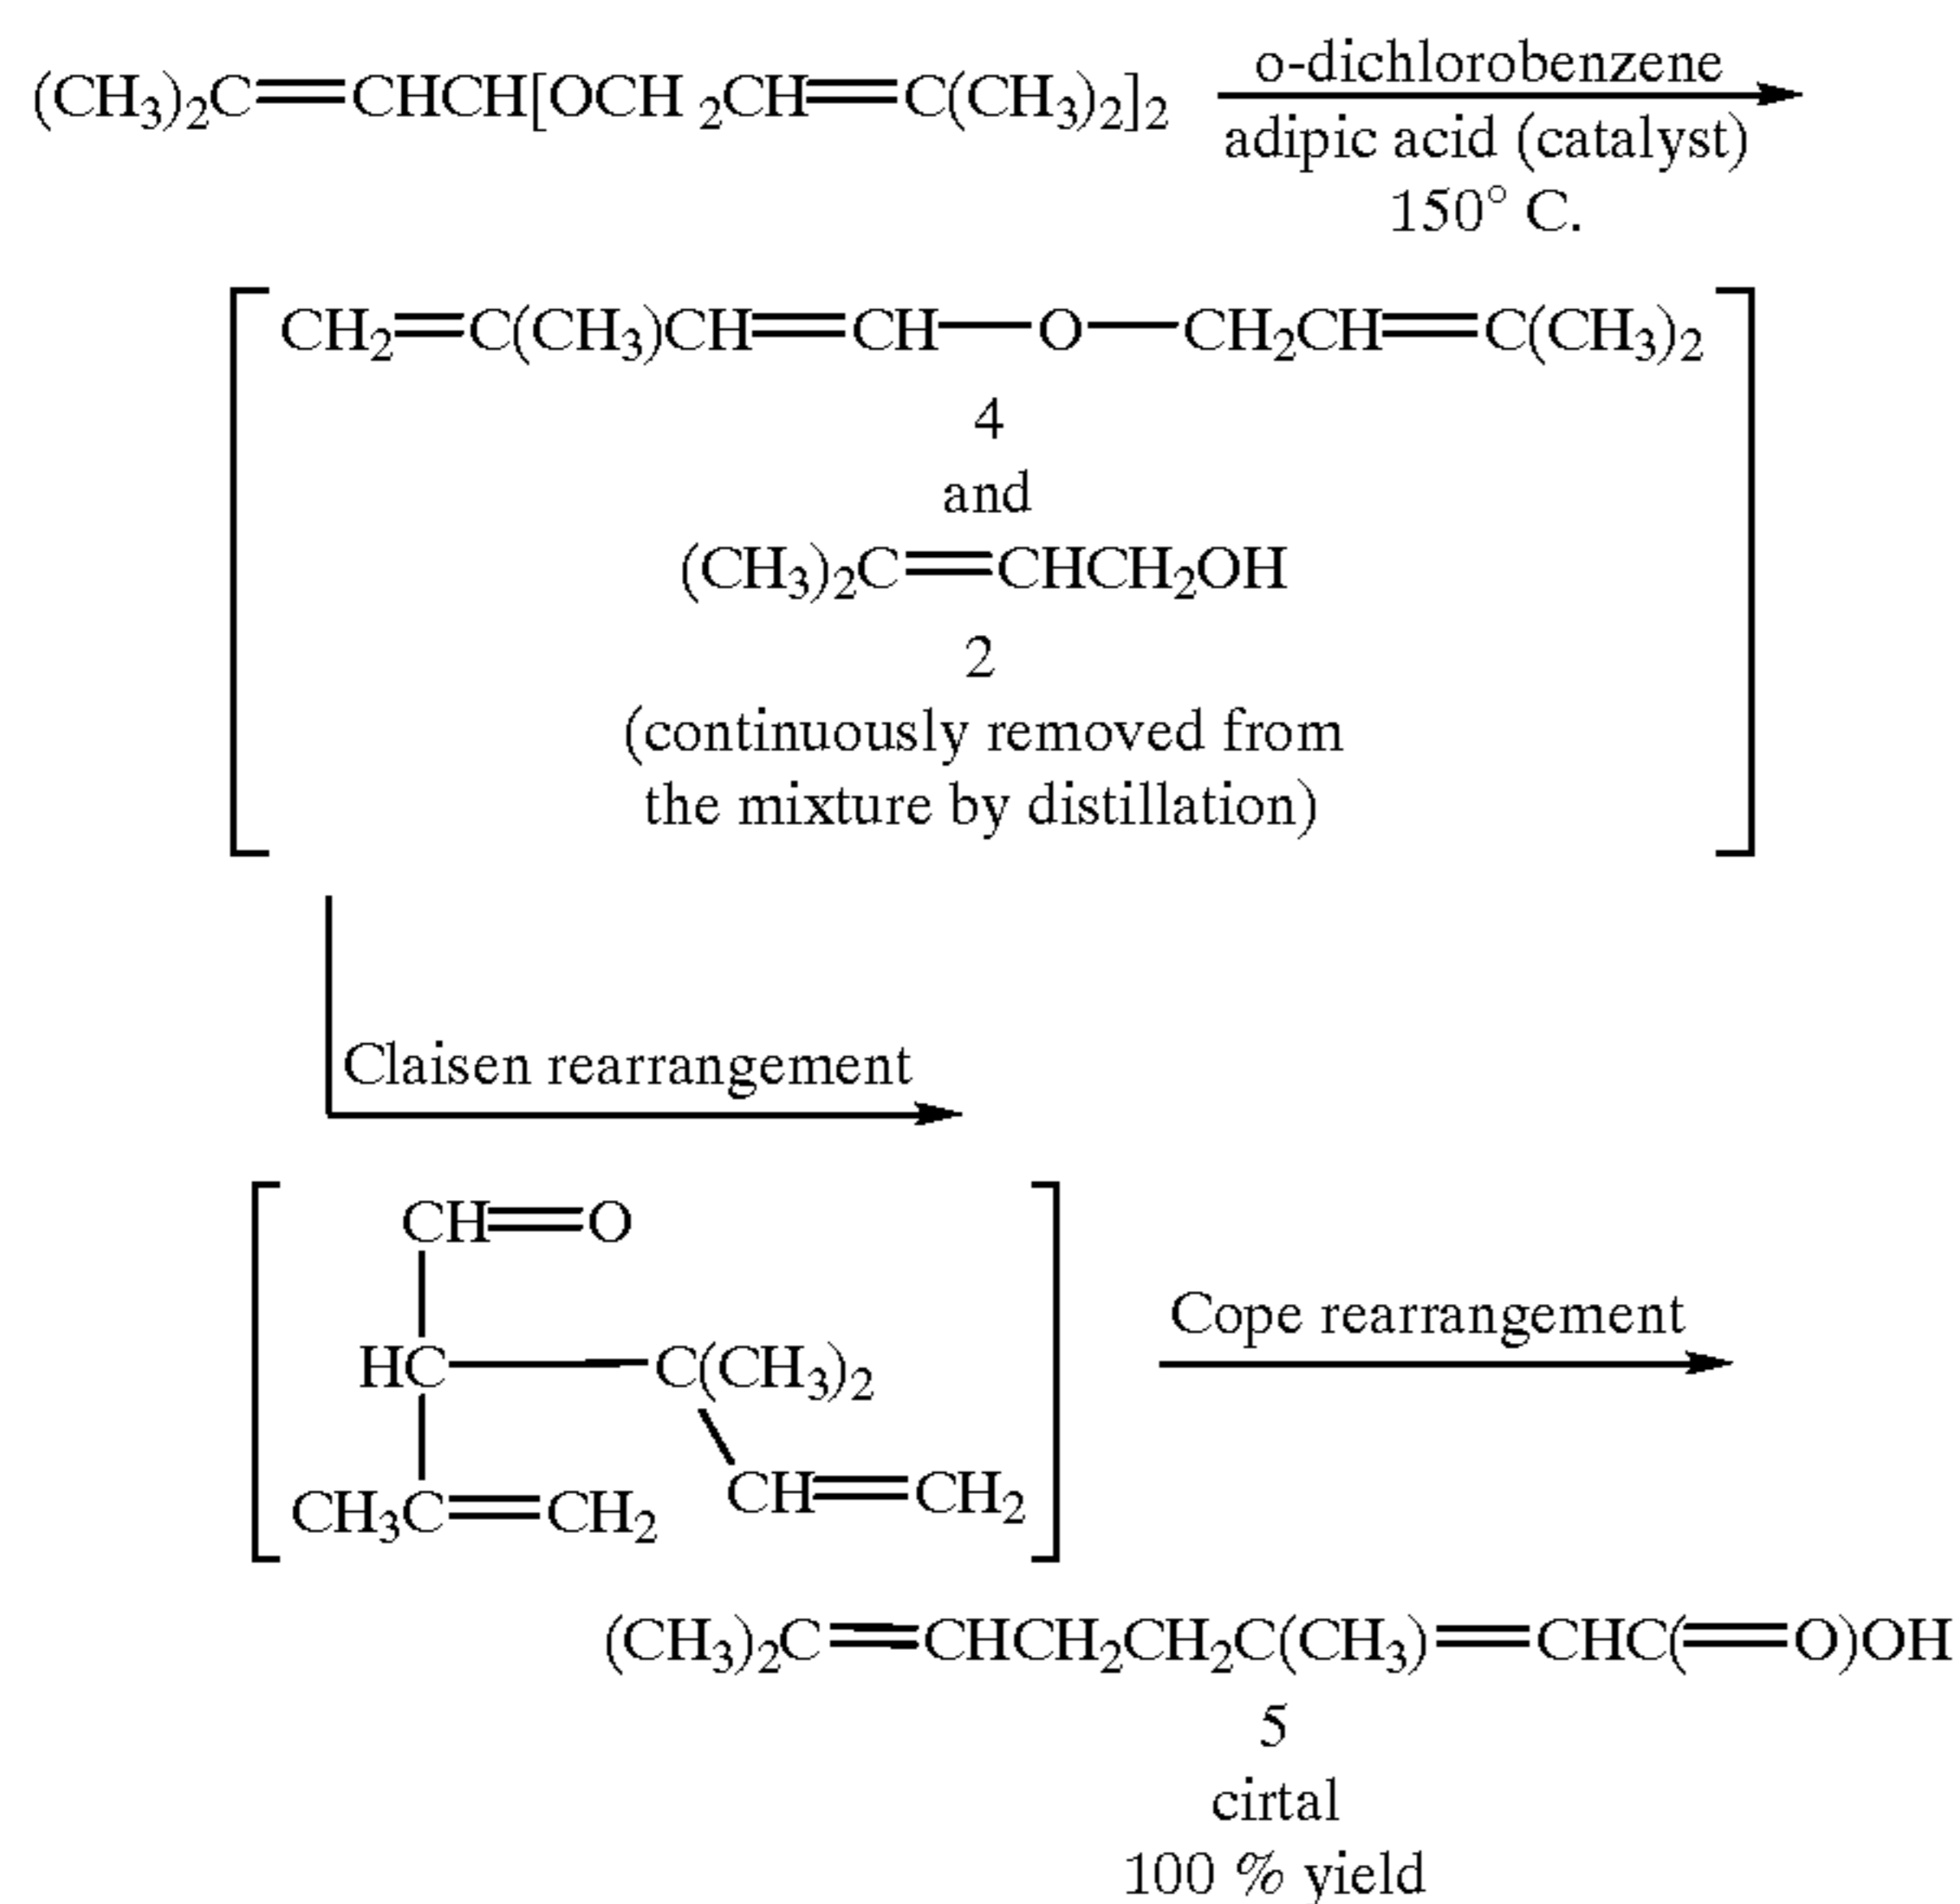 (CH₃)₂C=CHCH[OCH ₂CH=C(CH₃)₂]₂
o-dichlorobenzene
adipic acid (catalyst)
150° C.
CH₂=C(CH₃)CH=CH—O—CH₂CH=C(CH₃)₂
4
and
(CH₃)₂C=CHCH₂OH
2
(continuously removed from
the mixture by distillation)
Claisen rearrangement
CH=O
HC—C(CH₃)₂
CH=CH₂
CH₃C=CH₂
Cope rearrangement
(CH₃)₂C=CHCH₂CH₂C(CH₃)=CHC(=O)OH
5
cirtal
100 % yield